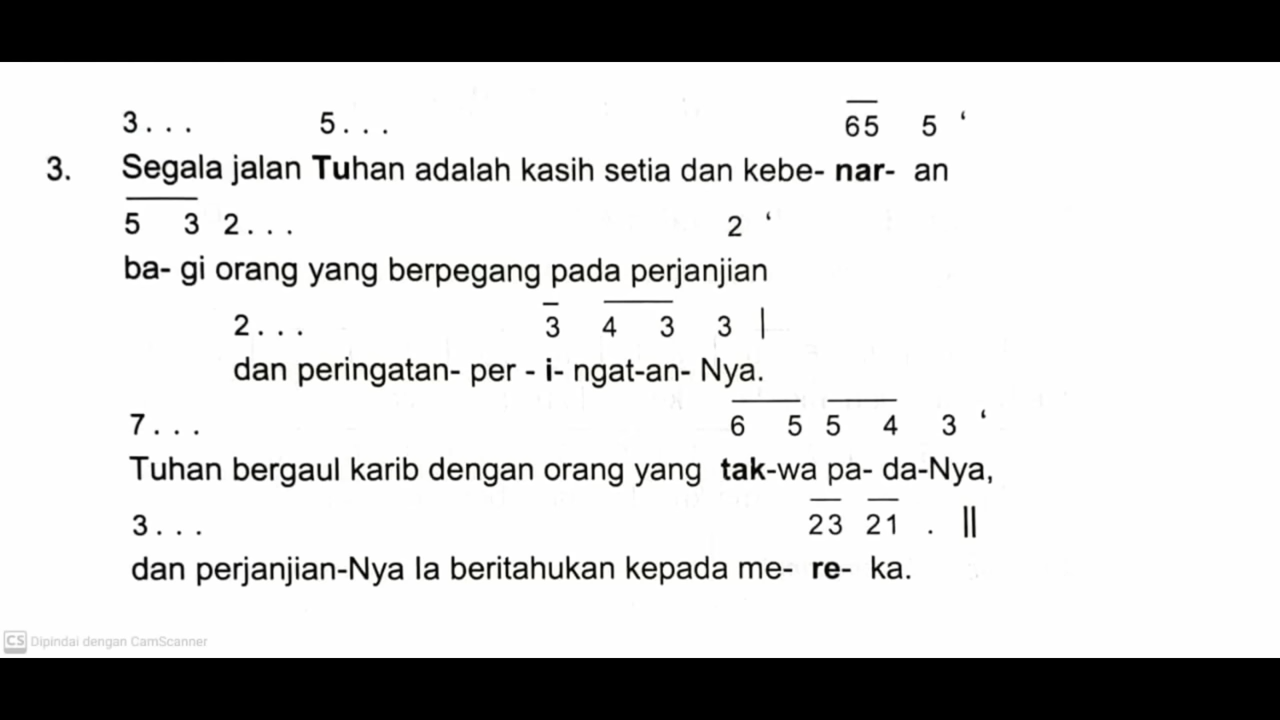 3 . . . 5 . . . 65 5 ‘
3. Segala jalan Tuhan adalah kasih setia dan kebe- nar- an
5 3 2 . . . 2 ‘
ba- gi orang yang berpegang pada perjanjian
2 . . . 3 4 3 3 |
dan peringatan- per - i- ngat-an- Nya.
7 . . . 6 5 5 4 3 ‘
Tuhan bergaul karib dengan orang yang tak-wa pa- da-Nya,
3 . . . 23 21 . ||
dan perjanjian-Nya Ia beritahukan kepada me- re- ka.
CS Dipindai dengan CamScanner